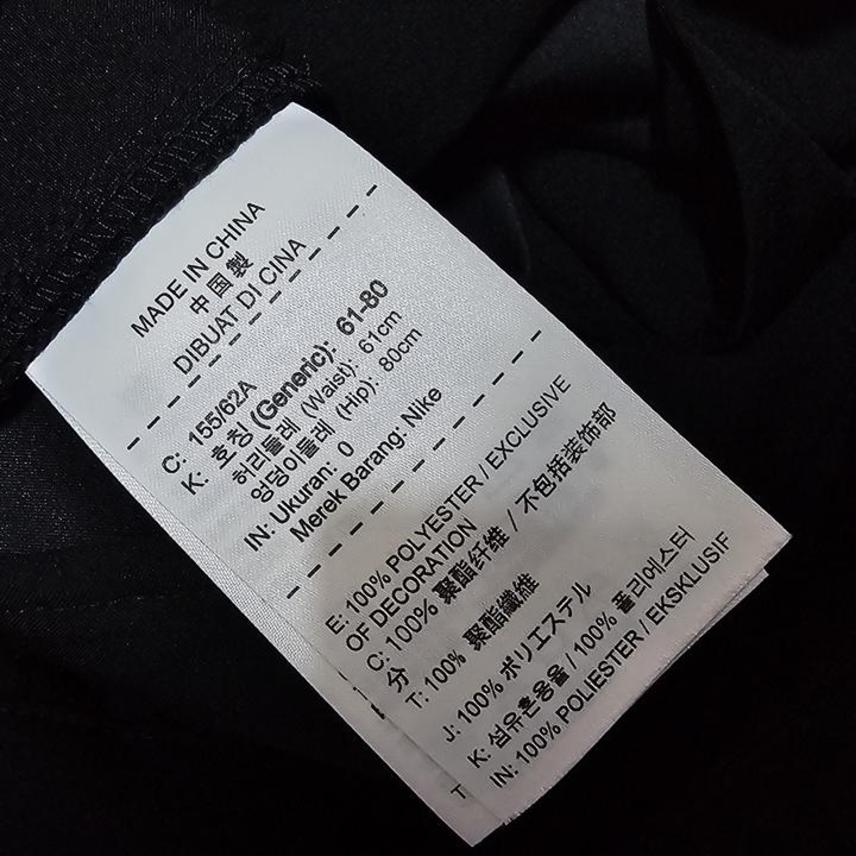 MADE IN CHINA
中国製
DIBUAT DI CINA
C: 155/62A
K: 호칭 (Generic): 61-80
허리둘레 (Waist): 61cm
엉덩이둘레 (Hip): 80cm
IN: Ukuran: 0
Merek Barang: Nike
E: 100% POLYESTER / EXCLUSIVE
OF DECORATION
C: 100% 聚酯纤维 / 不包括装饰部
分
T: 100% 聚酯纖維
J: 100% ポリエステル
K: 섬유혼용율 / 100% 폴리에스터
IN: 100% POLIESTER / EKSKLUSIF